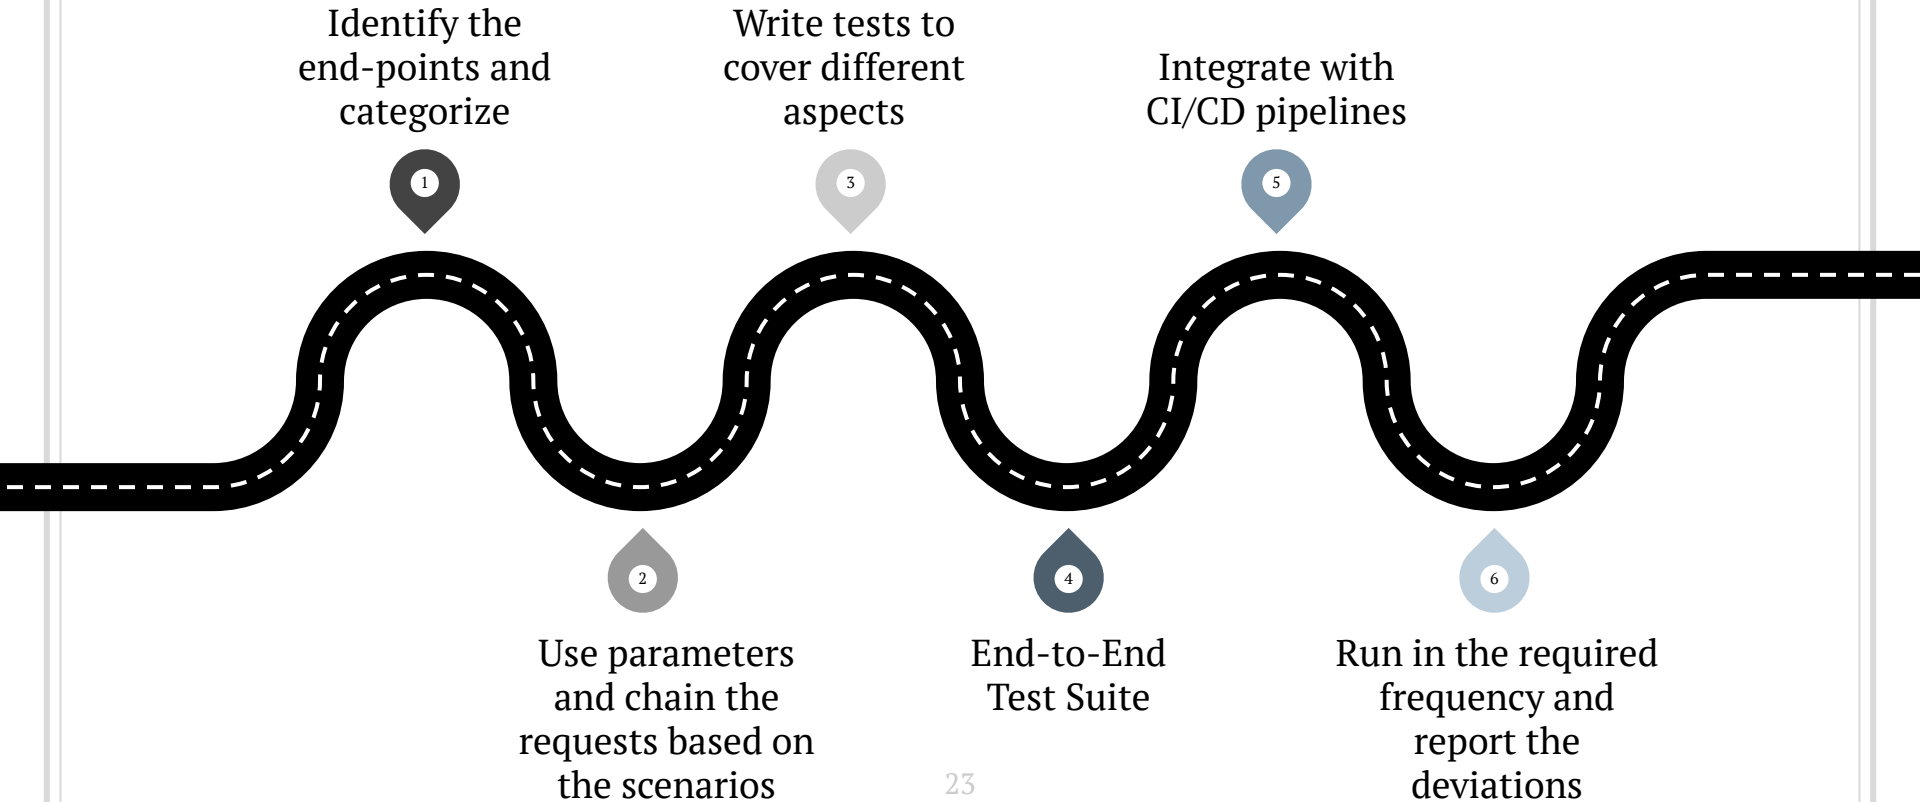 Identify the
end-points and
categorize
1
Use parameters
and chain the
requests based on
the scenarios
2
Write tests to
cover different
aspects
3
End-to-End
Test Suite
4
Integrate with
CI/CD pipelines
5
Run in the required
frequency and
report the
deviations
6
23